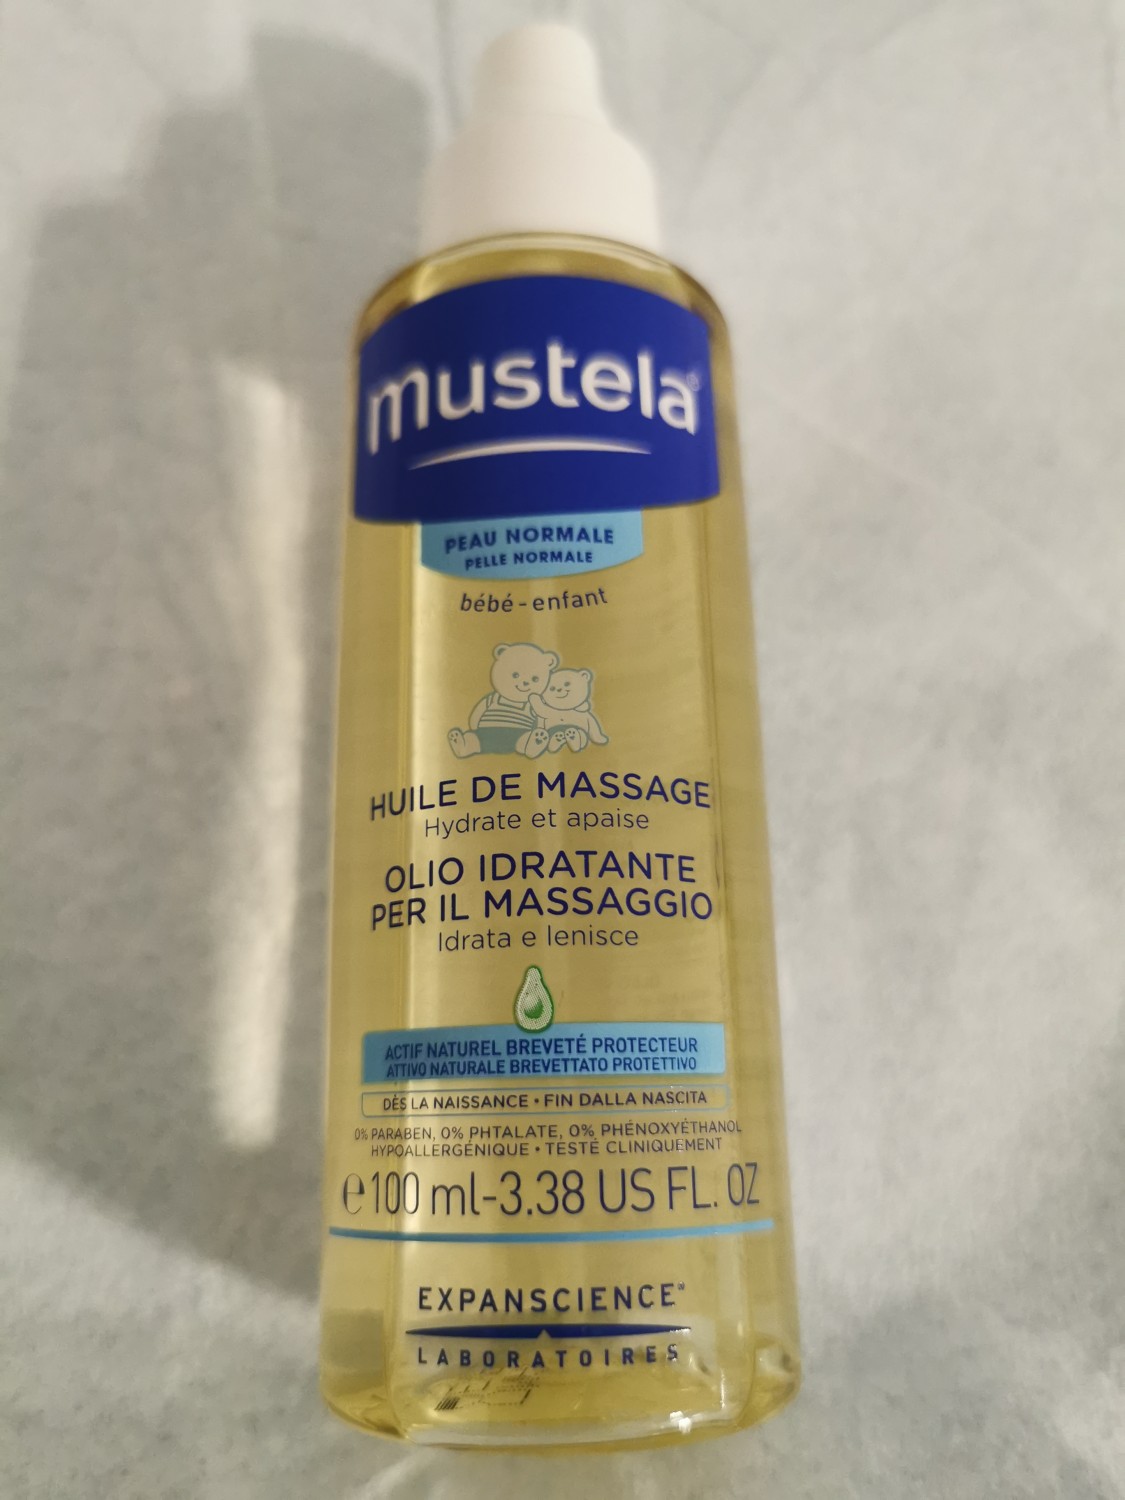 mustela®
PEAU NORMALE
PELLE NORMALE
bébé - enfant
HUILE DE MASSAGE
Hydrate et apaise
OLIO IDRATANTE
PER IL MASSAGGIO
Idrata e lenisce
ACTIF NATUREL BREVETÉ PROTECTEUR
ATTIVO NATURALE BREVETTATO PROTETTIVO
DÈS LA NAISSANCE • FIN DALLA NASCITA
0% PARABEN, 0% PHTALATE, 0% PHÉNOXYÉTHANOL
HYPOALLERGÉNIQUE • TESTÉ CLINIQUEMENT
℮ 100 ml-3.38 US FL. OZ
EXPANSCIENCE®
LABORATOIRES